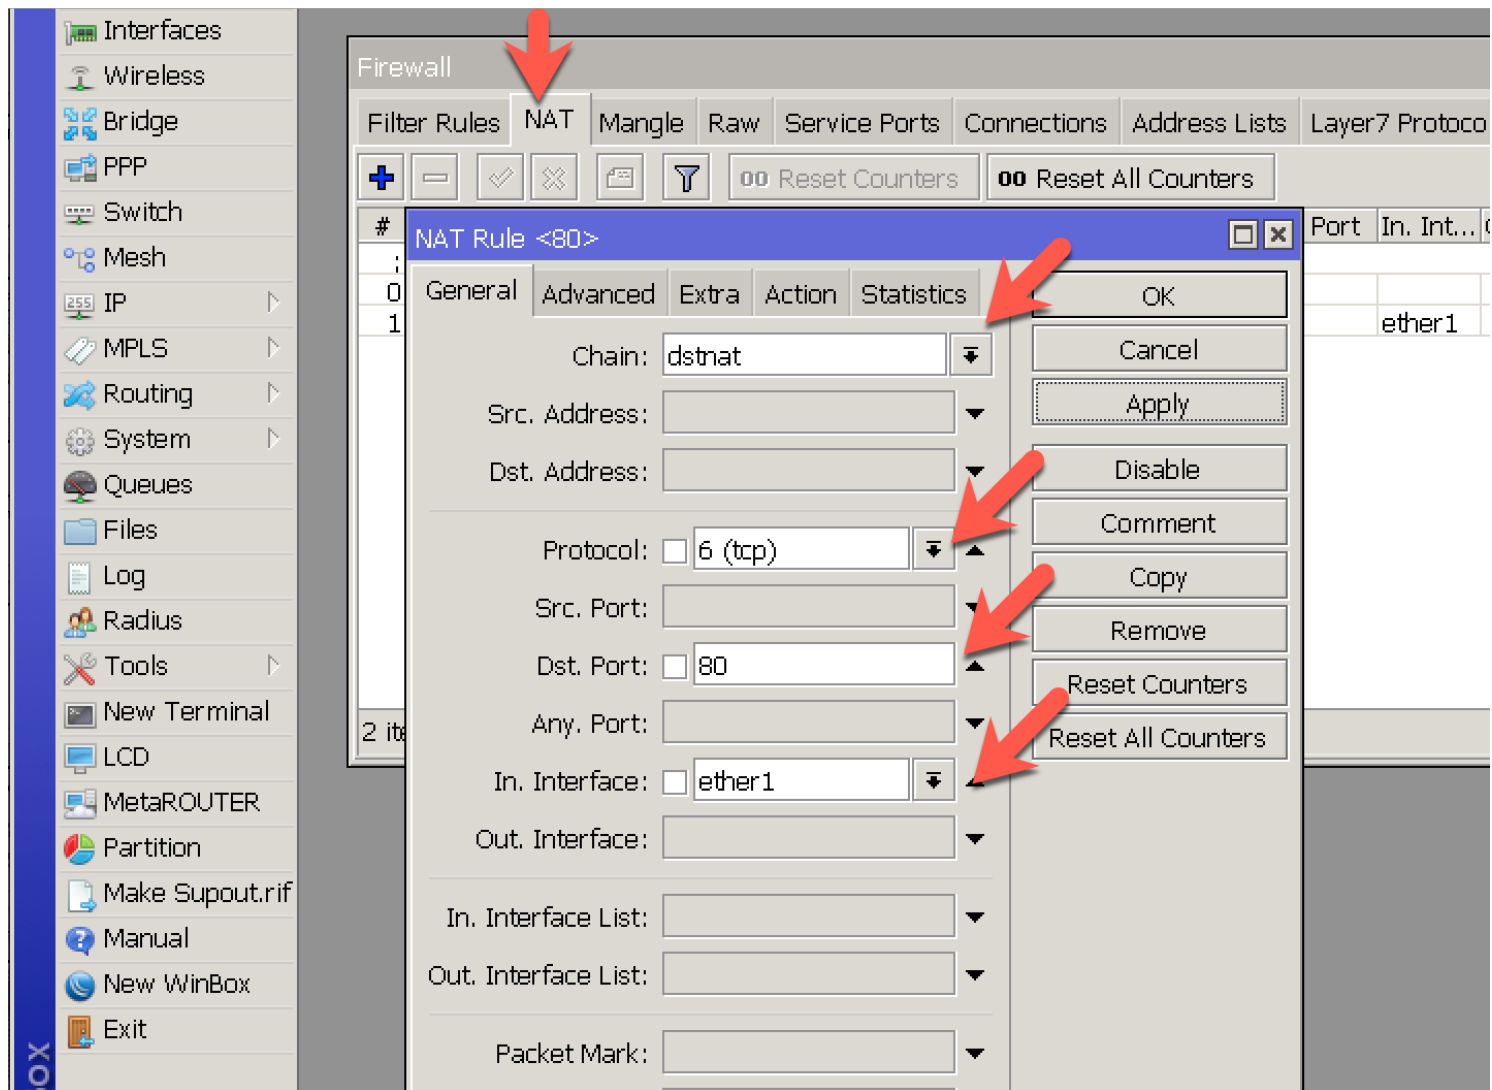 Interfaces
Wireless
Bridge
PPP
Switch
Mesh
255 IP
MPLS
Routing
System
Queues
Files
Log
Radius
Tools
New Terminal
LCD
MetaROUTER
Partition
Make Supout.rif
Manual
New WinBox
Exit
Firewall
Filter Rules NAT Mangle Raw Service Ports Connections Address Lists Layer7 Protoco
00 Reset Counters 00 Reset All Counters
# Port In. Int...
;
0
1 ether1
2 ite
NAT Rule <80>
General Advanced Extra Action Statistics
Chain: dstnat
Src. Address:
Dst. Address:
Protocol: 6 (tcp)
Src. Port:
Dst. Port: 80
Any. Port:
In. Interface: ether1
Out. Interface:
In. Interface List:
Out. Interface List:
Packet Mark:
OK
Cancel
Apply
Disable
Comment
Copy
Remove
Reset Counters
Reset All Counters
OX